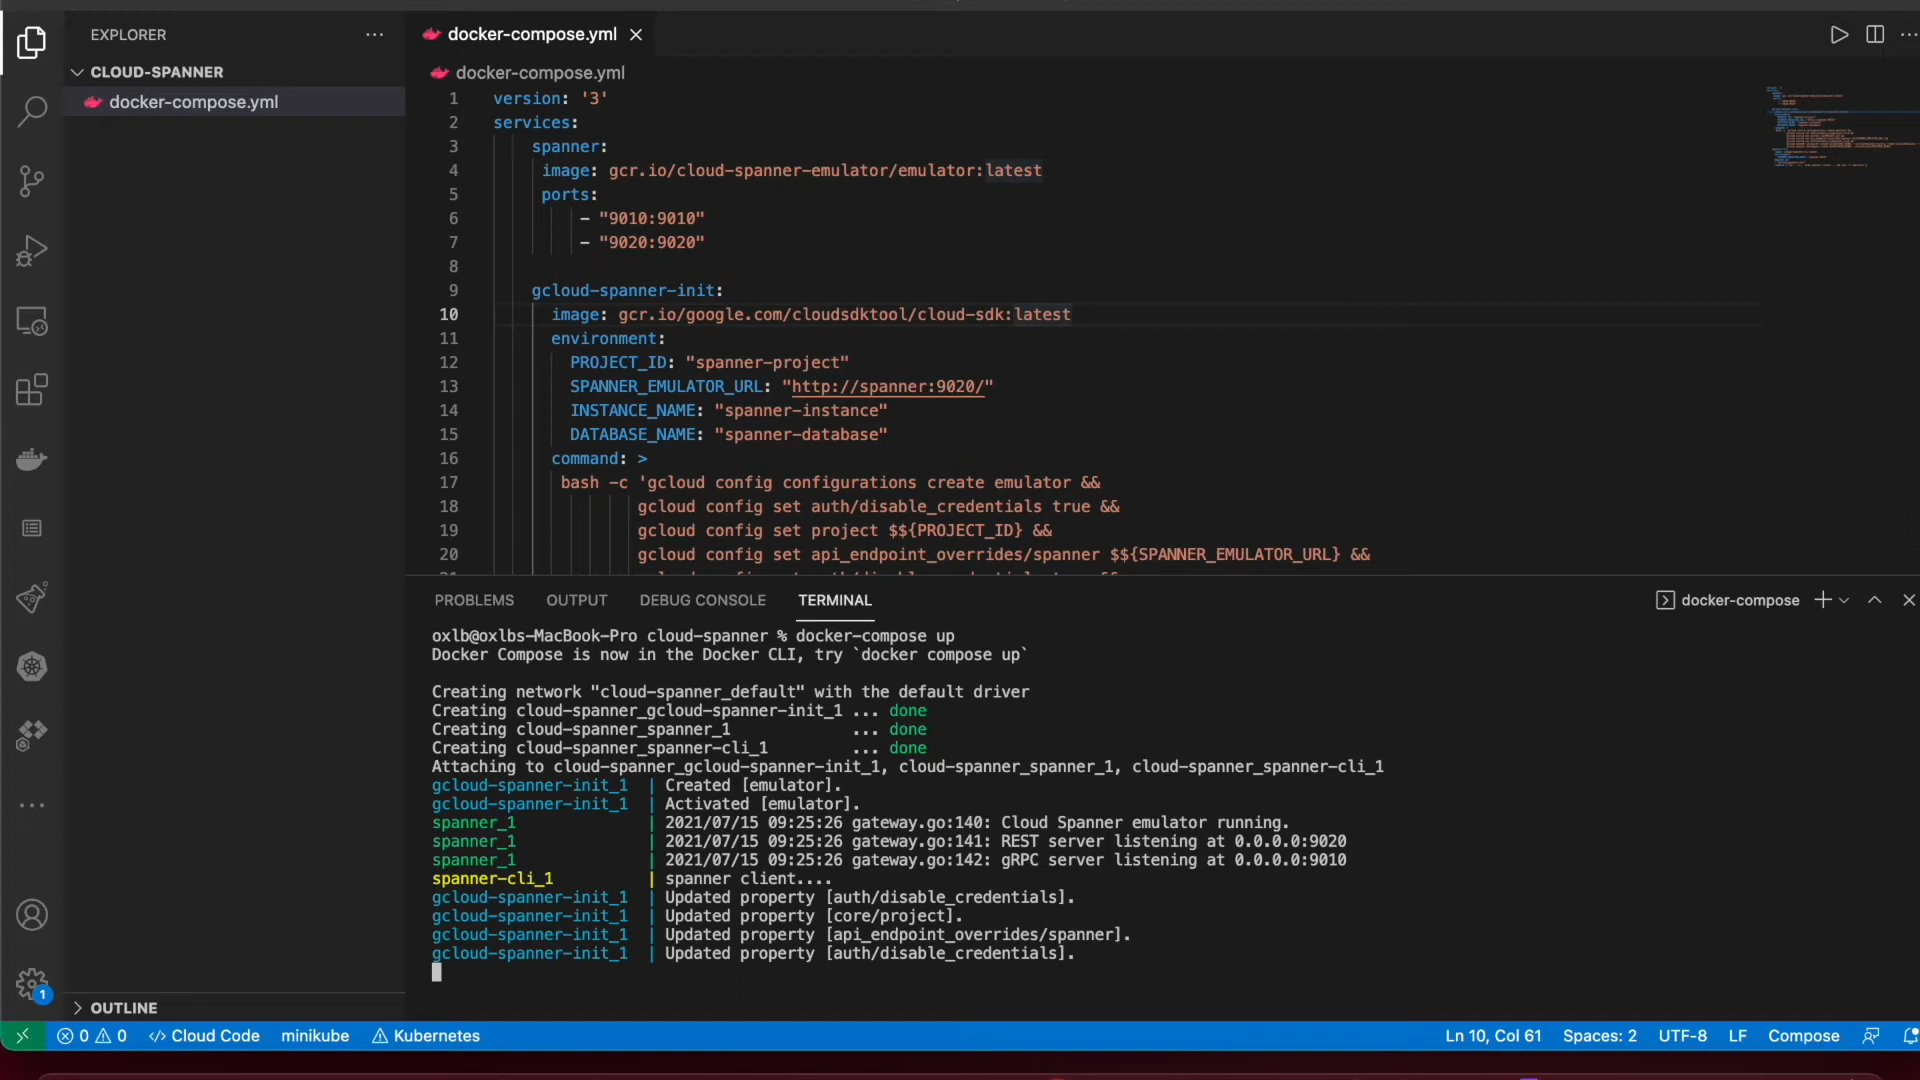 EXPLORER
CLOUD-SPANNER
docker-compose.yml
docker-compose.yml
docker-compose.yml
1 version: '3'
2 services:
3 spanner:
4 image: gcr.io/cloud-spanner-emulator/emulator:latest
5 ports:
6 - "9010:9010"
7 - "9020:9020"
8
9 gcloud-spanner-init:
10 image: gcr.io/google.com/cloudsdktool/cloud-sdk:latest
11 environment:
12 PROJECT_ID: "spanner-project"
13 SPANNER_EMULATOR_URL: "http://spanner:9020/"
14 INSTANCE_NAME: "spanner-instance"
15 DATABASE_NAME: "spanner-database"
16 command: >
17 bash -c 'gcloud config configurations create emulator &&
18 gcloud config set auth/disable_credentials true &&
19 gcloud config set project $${PROJECT_ID} &&
20 gcloud config set api_endpoint_overrides/spanner $${SPANNER_EMULATOR_URL} &&
PROBLEMS OUTPUT DEBUG CONSOLE TERMINAL docker-compose
oxlb@oxlbs-MacBook-Pro cloud-spanner % docker-compose up
Docker Compose is now in the Docker CLI, try `docker compose up`
Creating network "cloud-spanner_default" with the default driver
Creating cloud-spanner_gcloud-spanner-init_1 ... done
Creating cloud-spanner_spanner_1 ... done
Creating cloud-spanner_spanner-cli_1 ... done
Attaching to cloud-spanner_gcloud-spanner-init_1, cloud-spanner_spanner_1, cloud-spanner_spanner-cli_1
gcloud-spanner-init_1 | Created [emulator].
gcloud-spanner-init_1 | Activated [emulator].
spanner_1 | 2021/07/15 09:25:26 gateway.go:140: Cloud Spanner emulator running.
spanner_1 | 2021/07/15 09:25:26 gateway.go:141: REST server listening at 0.0.0.0:9020
spanner_1 | 2021/07/15 09:25:26 gateway.go:142: gRPC server listening at 0.0.0.0:9010
spanner-cli_1 | spanner client....
gcloud-spanner-init_1 | Updated property [auth/disable_credentials].
gcloud-spanner-init_1 | Updated property [core/project].
gcloud-spanner-init_1 | Updated property [api_endpoint_overrides/spanner].
gcloud-spanner-init_1 | Updated property [auth/disable_credentials].
1
OUTLINE
0 0 Cloud Code minikube Kubernetes Ln 10, Col 61 Spaces: 2 UTF-8 LF Compose